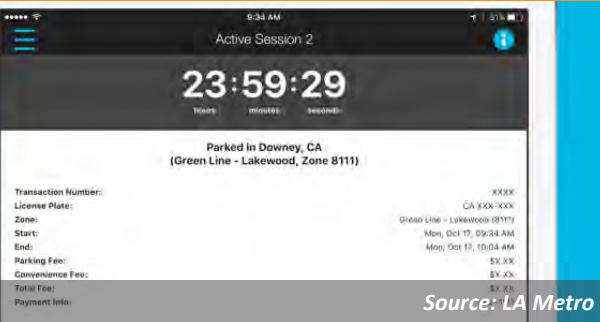 9:34 AM
Active Session 2
23:59:29
hours minutes seconds
Parked in Downey, CA
(Green Line - Lakewood, Zone 8111)
Transaction Number: XXXX
License Plate: CA XXX-XXX
Zone: Green Line - Lakewood (8111)
Start: Mon, Oct 17, 09:34 AM
End: Mon, Oct 17, 10:04 AM
Parking Fee: $X.XX
Convenience Fee: $X.XX
Total Fee: $X.XX
Payment Info:
Source: LA Metro